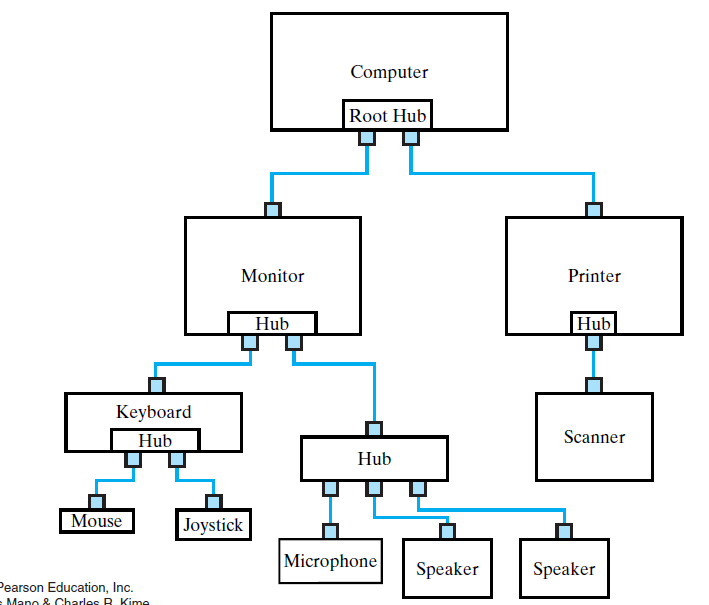 Computer
Root Hub
Monitor
Hub
Printer
Hub
Keyboard
Hub
Hub
Scanner
Mouse
Joystick
Microphone
Speaker
Speaker
Pearson Education, Inc.
s Mano & Charles R. Kime